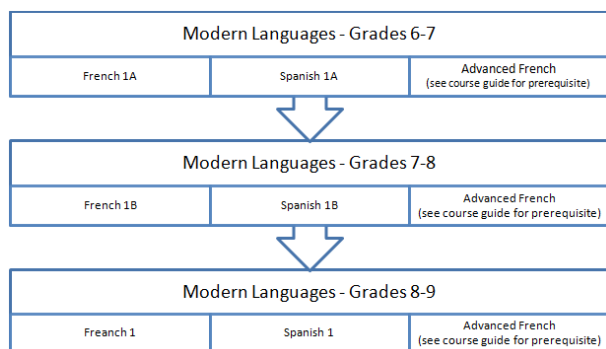 Modern Languages - Grades 6-7
French 1A
Spanish 1A
Advanced French
(see course guide for prerequisite)
Modern Languages - Grades 7-8
French 1B
Spanish 1B
Advanced French
(see course guide for prerequisite)
Modern Languages - Grades 8-9
Freanch 1
Spanish 1
Advanced French
(see course guide for prerequisite)